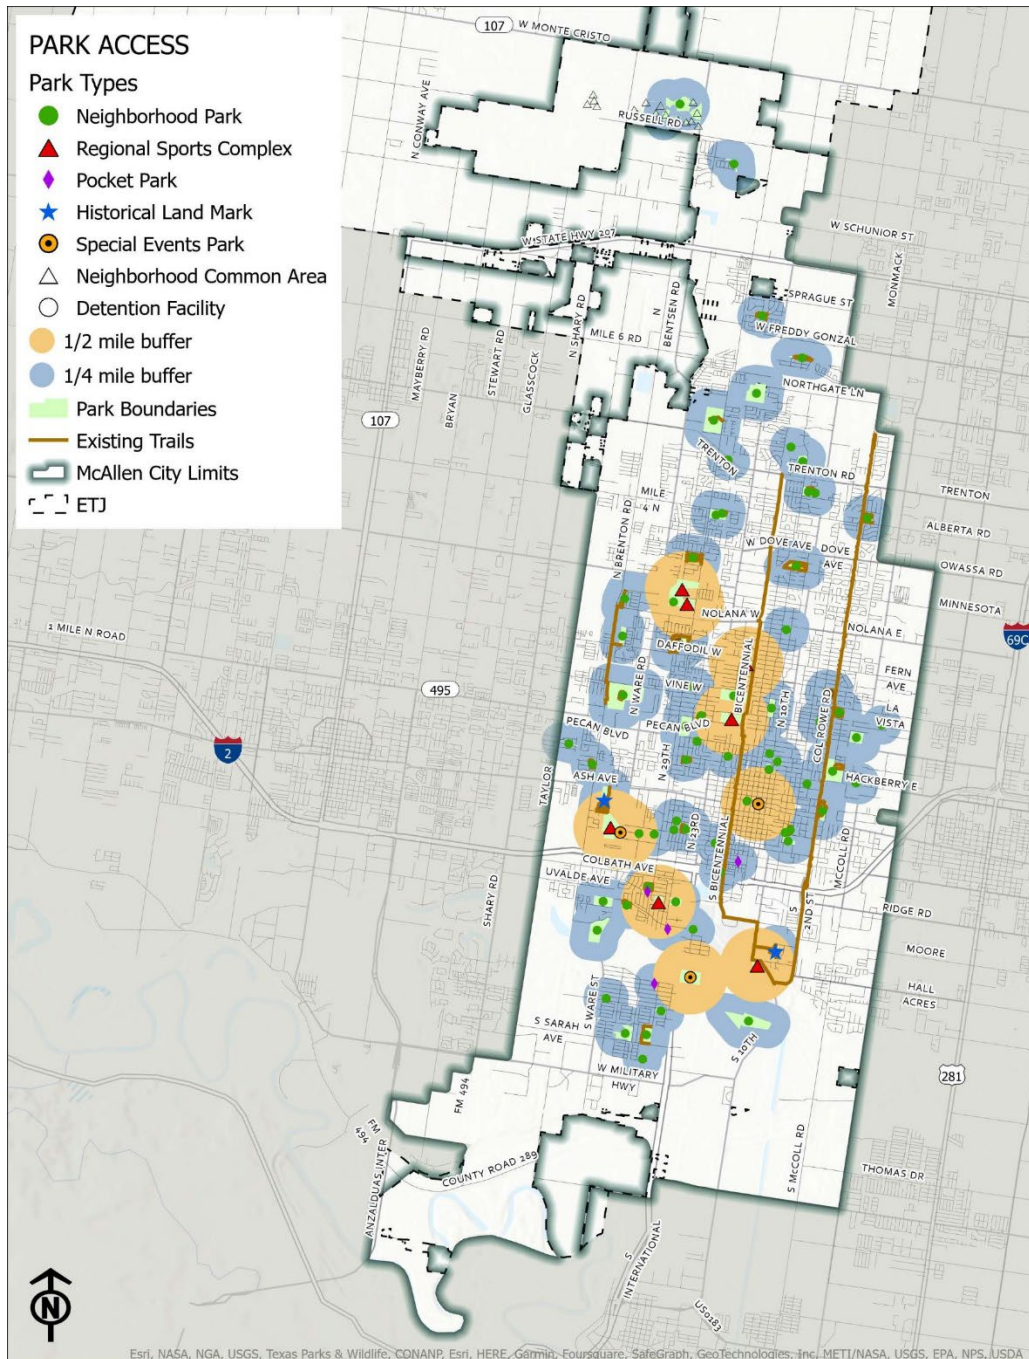 PARK ACCESS
Park Types
Neighborhood Park
Regional Sports Complex
Pocket Park
Historical Land Mark
Special Events Park
Neighborhood Common Area
Detention Facility
1/2 mile buffer
1/4 mile buffer
Park Boundaries
Existing Trails
McAllen City Limits
ETJ
107
W MONTE CRISTO
N CONWAY AVE
RUSSELL RD
W SCHUNIOR ST
MONMACK
W STATE HWY 207
SPRAGUE ST
W FREDDY GONZAL
N SHARY RD
N
BENTSEN RD
MILE 6 RD
MAYBERRY RD
STEWART RD
GLASSCOCK
BRYAN
NORTHGATE LN
107
TRENTON
TRENTON RD
TRENTON
MILE
4 N
ALBERTA RD
W DOVE AVE
DOVE
AVE
OWASSA RD
N BRENTON RD
MINNESOTA
NOLANA W
NOLANA E
1 MILE N ROAD
69C
DAFFODIL W
FERN
AVE
495
N WARE RD
VINE W
BICENTENNIAL
N 10TH
COL ROWE RD
LA
VISTA
PECAN BLVD
PECAN BLVD
2
N 29TH
HACKBERRY E
TAYLOR
ASH AVE
N 23RD
S BICENTENNIAL
MCCOLL RD
COLBATH AVE
UVALDE AVE
SHARY RD
S
2ND ST
RIDGE RD
MOORE
HALL
ACRES
S WARE ST
S SARAH
AVE
S 10TH
W MILITARY
HWY
281
FM 494
FM
494
S MCCOLL RD
THOMAS DR
COUNTY ROAD 289
ANZALDUAS INTER
S
INTERNATIONAL
US0183
N
Esri, NASA, NGA, USGS, Texas Parks & Wildlife, CONANP, Esri, HERE, Garmin, Foursquare, SafeGraph, GeoTechnologies, Inc, METI/NASA, USGS, EPA, NPS, USDA